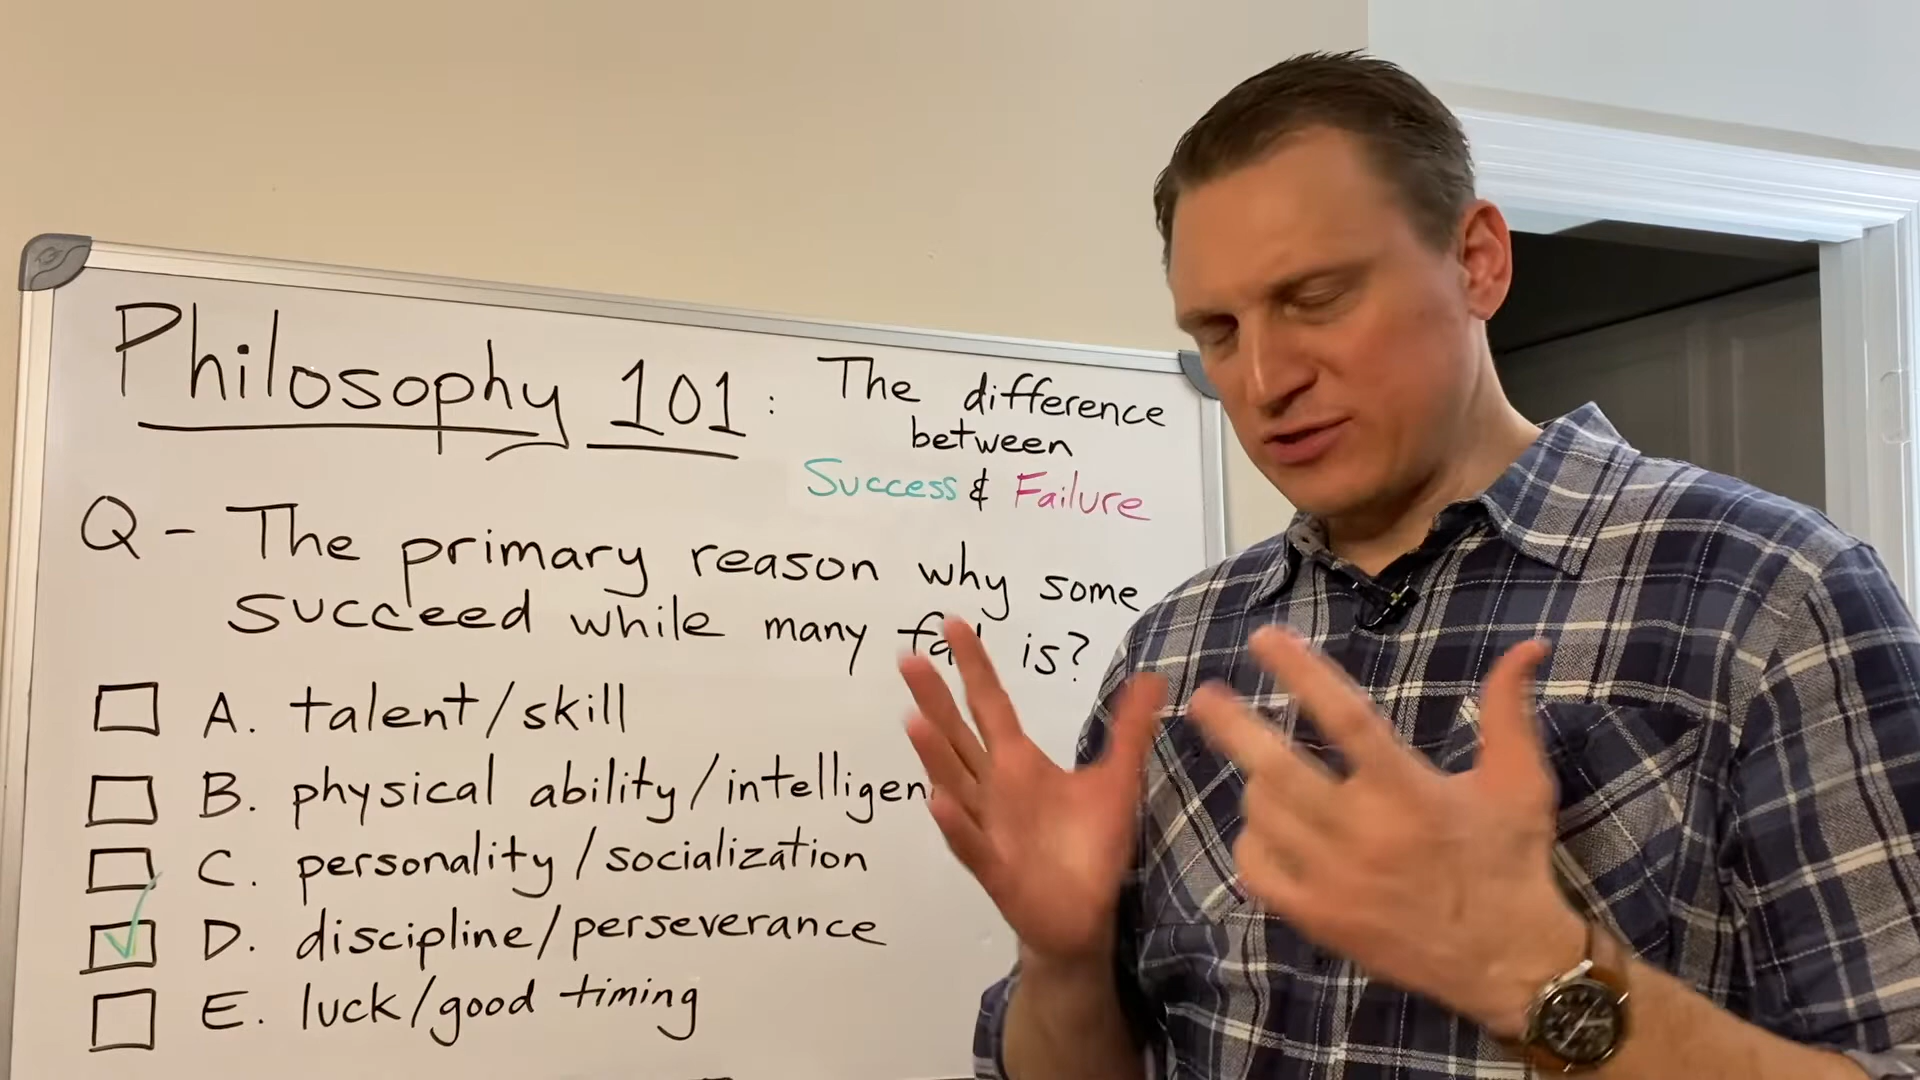 Philosophy 101: The difference
between
Success & Failure
Q - The primary reason why some
succeed while many is?
A. talent/skill
B. physical ability/
C. personality/socialization
D. discipline/perseverance
E. luck/good timing